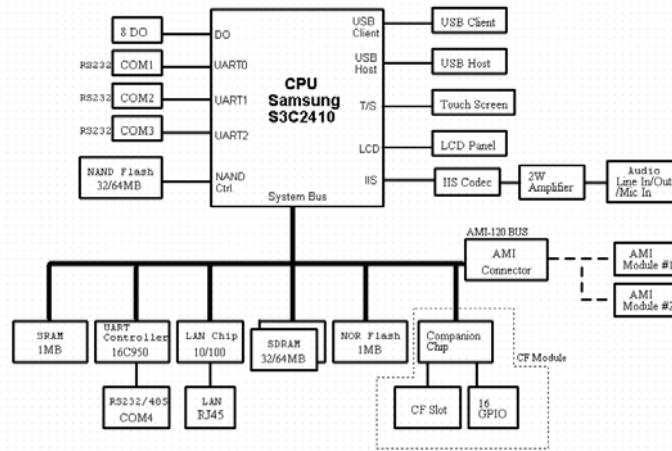 8 DO
DO
RS232
COM1
UART0
RS232
COM2
UART1
RS232
COM3
UART2
NAND Flash
32/64MB
NAND
Ctrl.
CPU
Samsung
S3C2410
System Bus
USB
Client
USB Client
USB
Host
USB Host
T/S
Touch Screen
LCD
LCD Panel
IIS
IIS Codec
2W
Amplifier
Audio
Line In/Out
/Mic In
AMI-120 BUS
AMI
Connector
AMI
Module #1
AMI
Module #2
SRAM
1MB
UART
Controller
16C950
LAN Chip
10/100
SDRAM
32/64MB
NOR Flash
1MB
Companion
Chip
CF Module
RS232/485
COM4
LAN
RJ45
CF Slot
16
GPIO